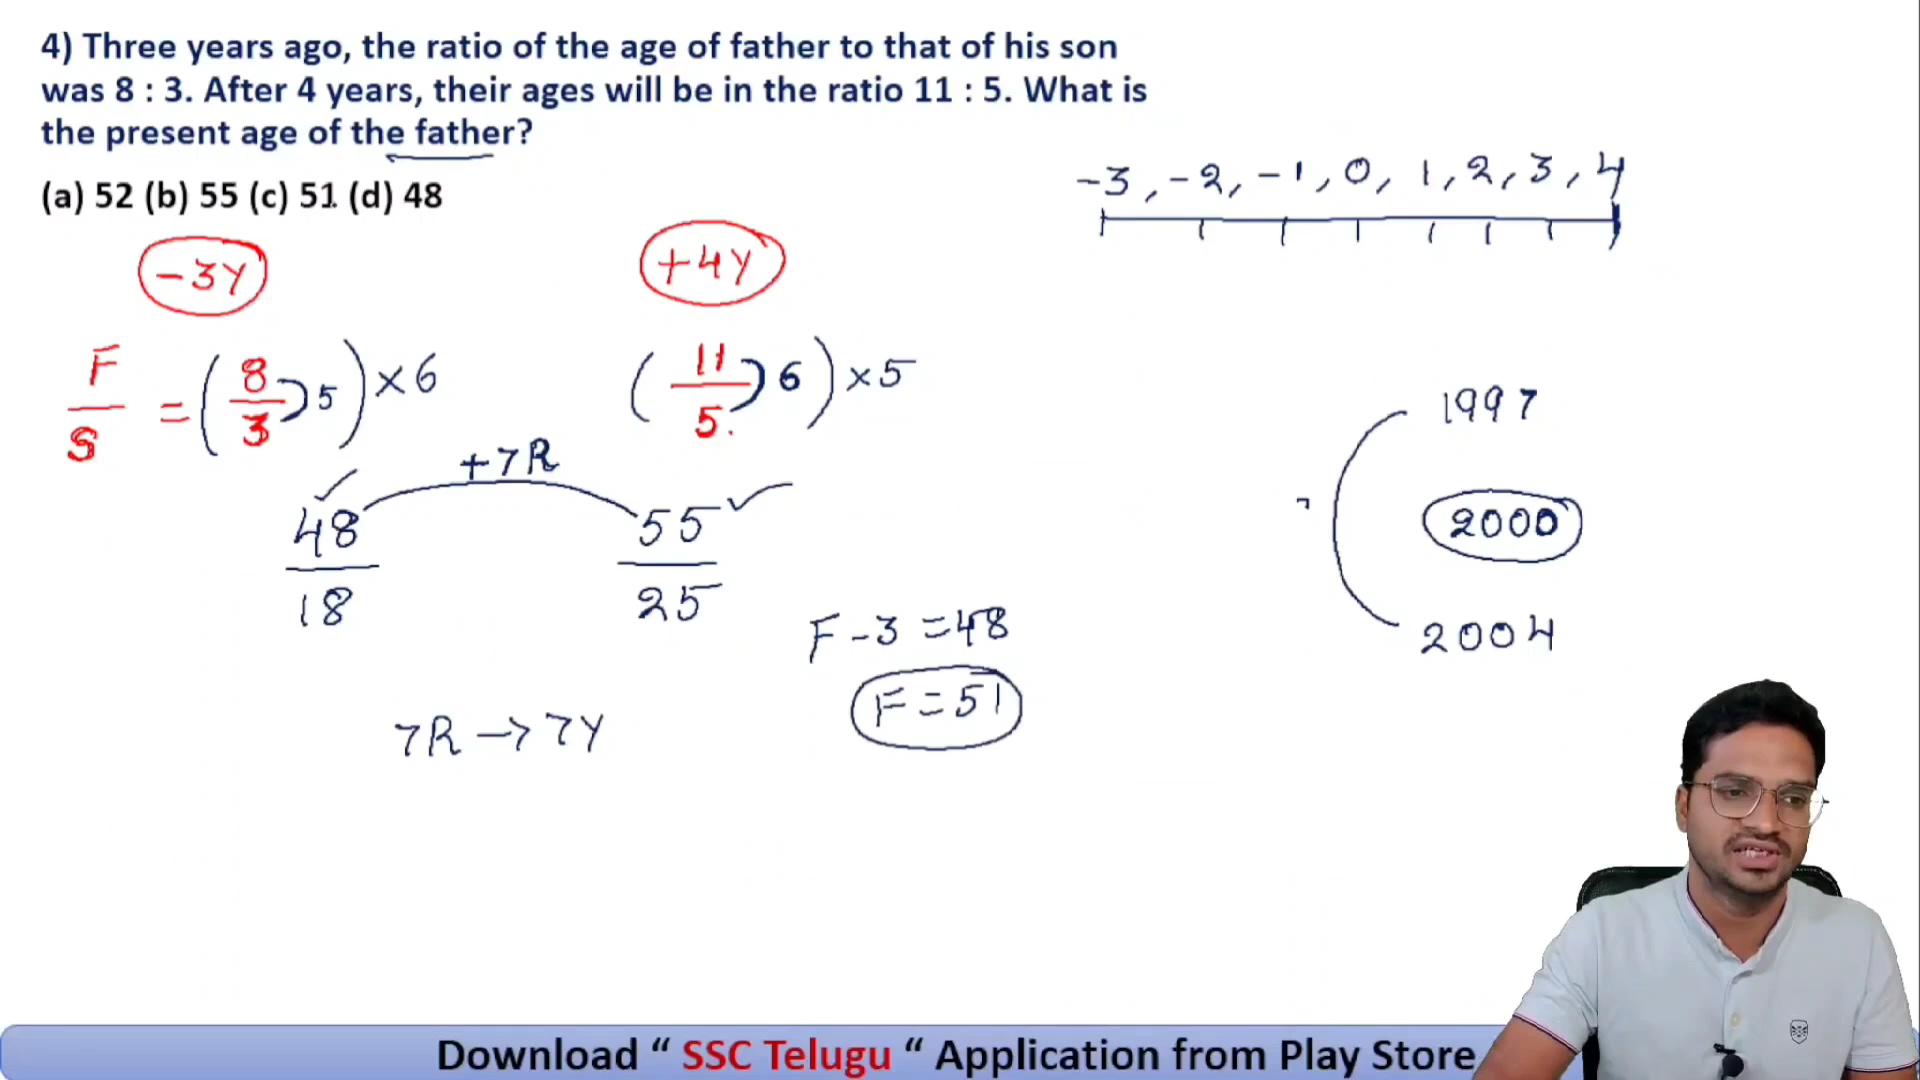 4) Three years ago, the ratio of the age of father to that of his son
was 8 : 3. After 4 years, their ages will be in the ratio 11 : 5. What is
the present age of the father?
(a) 52 (b) 55 (c) 51 (d) 48
-3, -2, -1, 0, 1, 2, 3, 4
-3Y
+4Y
F/S = (8/3)5) × 6
(11/5.)6) × 5
+7R
48/18
55/25
7R → 7Y
F - 3 = 48
F = 51
1997
7
2000
2004
Download “ SSC Telugu “ Application from Play Store